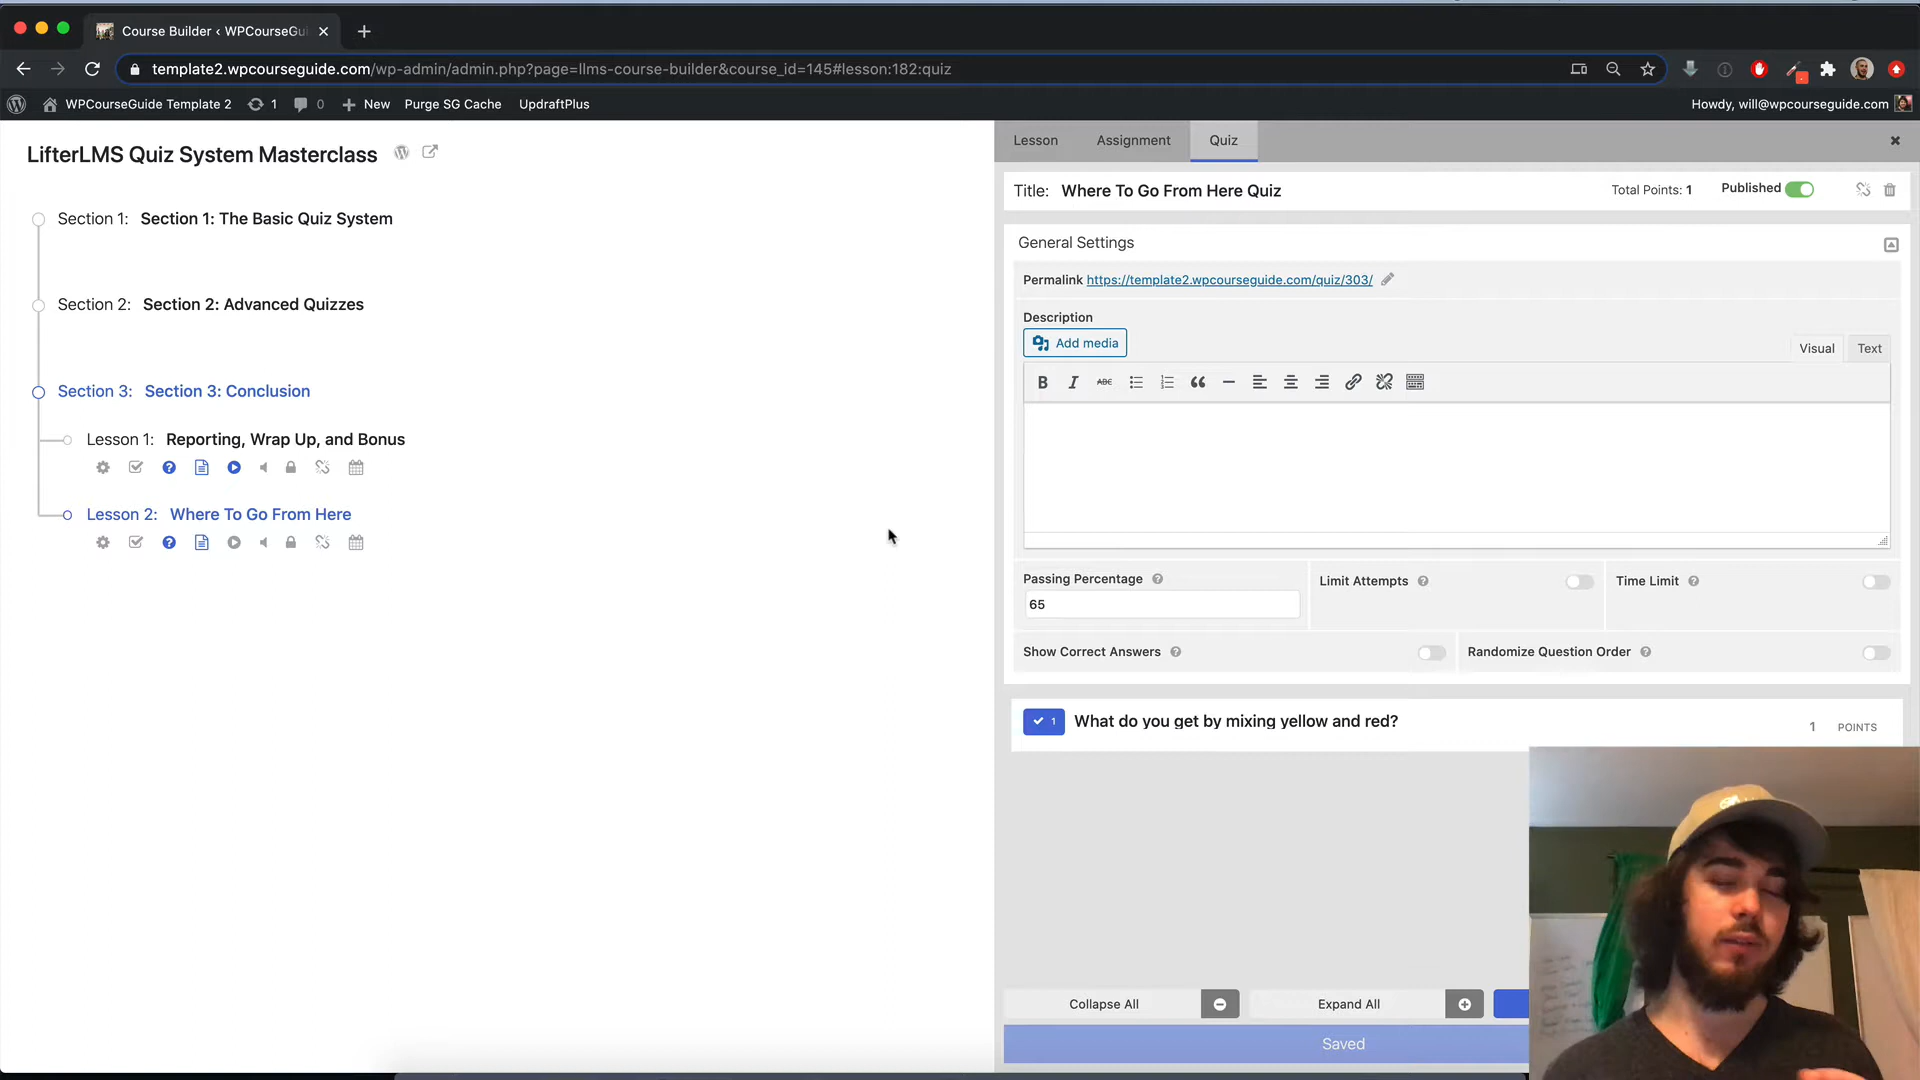 Course Builder ‹ WPCourseGui
template2.wpcourseguide.com/wp-admin/admin.php?page=llms-course-builder&course_id=145#lesson:182:quiz
WPCourseGuide Template 2 1 0 New Purge SG Cache UpdraftPlus Howdy, will@wpcourseguide.com
LifterLMS Quiz System Masterclass
Section 1: Section 1: The Basic Quiz System
Section 2: Section 2: Advanced Quizzes
Section 3: Section 3: Conclusion
Lesson 1: Reporting, Wrap Up, and Bonus
Lesson 2: Where To Go From Here
Lesson Assignment Quiz
Title: Where To Go From Here Quiz Total Points: 1 Published
General Settings
Permalink https://template2.wpcourseguide.com/quiz/303/
Description
Add media
Visual Text
B I ABC
Passing Percentage
65
Limit Attempts
Time Limit
Show Correct Answers
Randomize Question Order
1 What do you get by mixing yellow and red? 1 POINTS
Collapse All Expand All
Saved